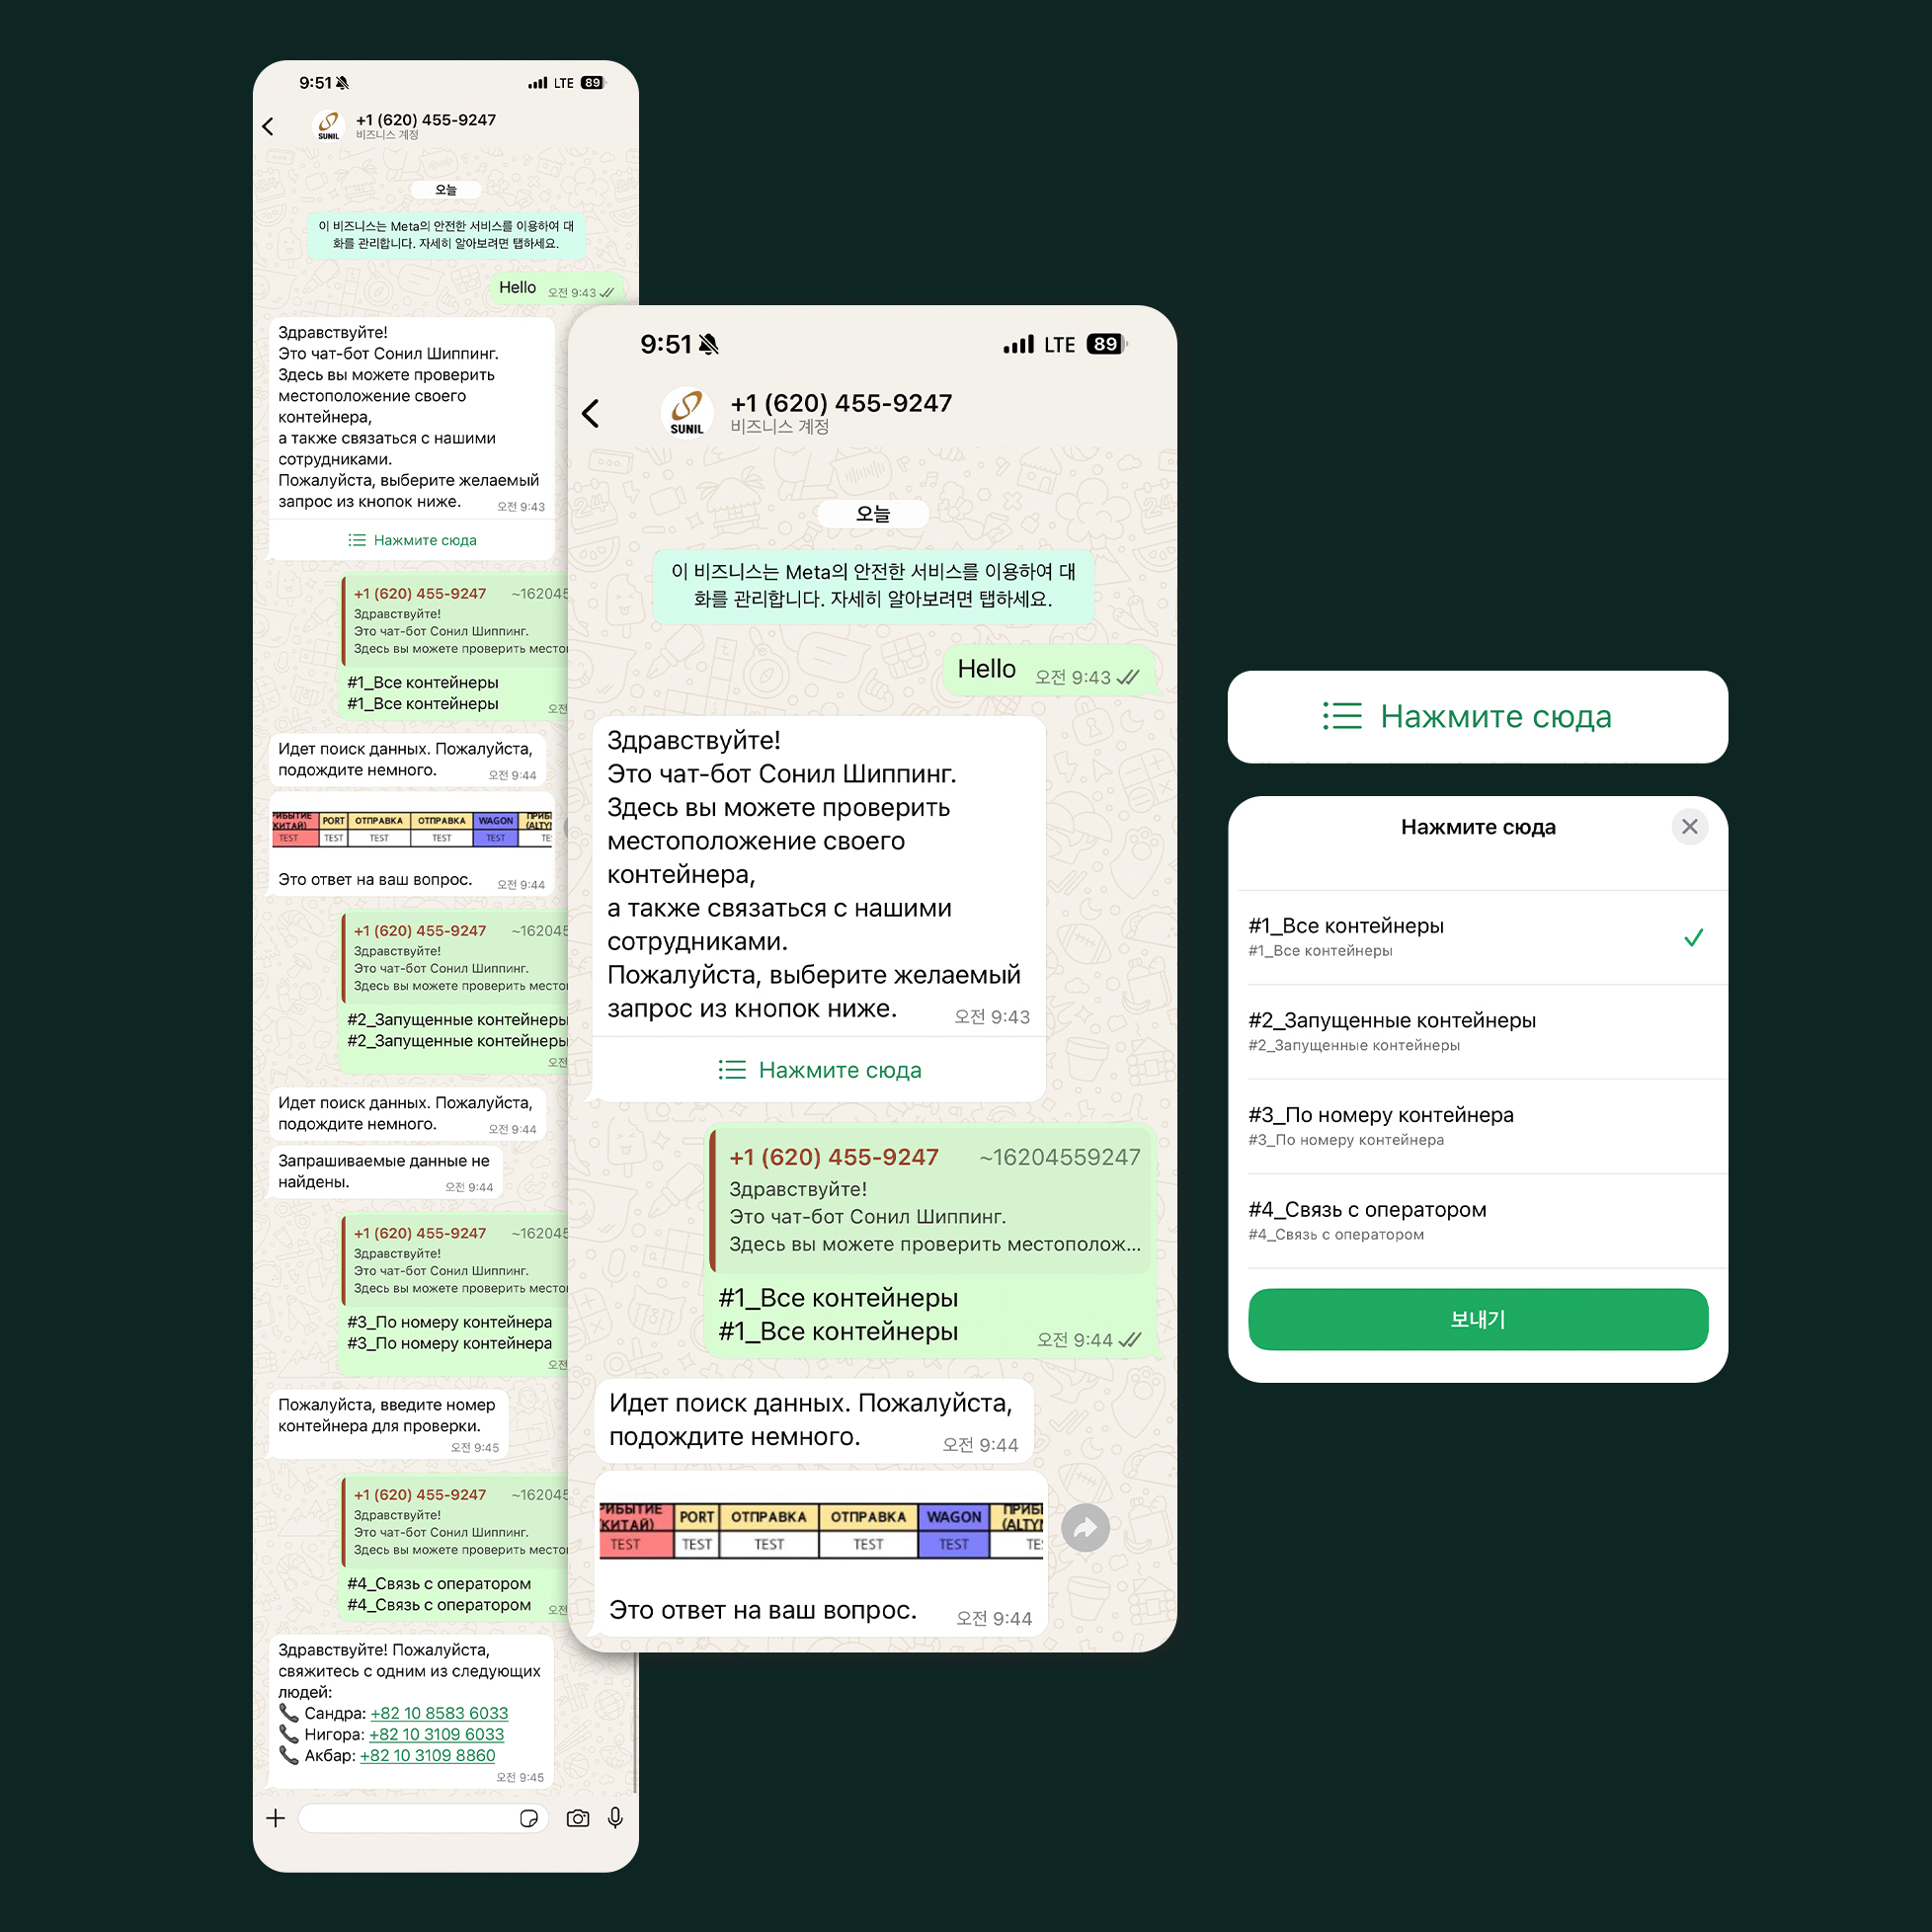 9:51
LTE 89
SUNIL
+1 (620) 455-9247
비즈니스 계정
오늘
이 비즈니스는 Meta의 안전한 서비스를 이용하여 대
화를 관리합니다. 자세히 알아보려면 탭하세요.
Hello 오전 9:43
Здравствуйте!
Это чат-бот Сонил Шиппинг.
Здесь вы можете проверить
местоположение своего
контейнера,
а также связаться с нашими
сотрудниками.
Пожалуйста, выберите желаемый
запрос из кнопок ниже. 오전 9:43
Нажмите сюда
+1 (620) 455-9247 ~162045
Здравствуйте!
Это чат-бот Сонил Шиппинг.
Здесь вы можете проверить место
#1_Все контейнеры
#1_Все контейнеры
오전
Идет поиск данных. Пожалуйста,
подождите немного. 오전 9:44
РИБЫТИЕ PORT ОТПРАВКА ОТПРАВКА WAGON ПРИБ
КИТАЙ) (ALTY
TEST TEST TEST TEST TEST TE
Это ответ на ваш вопрос. 오전 9:44
+1 (620) 455-9247 ~162045
Здравствуйте!
Это чат-бот Сонил Шиппинг.
Здесь вы можете проверить место
#2_Запущенные контейнеры
#2_Запущенные контейнеры
오전
Идет поиск данных. Пожалуйста,
подождите немного. 오전 9:44
Запрашиваемые данные не
найдены. 오전 9:44
+1 (620) 455-9247 ~162045
Здравствуйте!
Это чат-бот Сонил Шиппинг.
Здесь вы можете проверить место
#3_По номеру контейнера
#3_По номеру контейнера
오전
Пожалуйста, введите номер
контейнера для проверки.
오전 9:45
+1 (620) 455-9247 ~162045
Здравствуйте!
Это чат-бот Сонил Шиппинг.
Здесь вы можете проверить место
#4_Связь с оператором
#4_Связь с оператором
오전
Здравствуйте! Пожалуйста,
свяжитесь с одним из следующих
людей:
Сандра: +82 10 8583 6033
Нигора: +82 10 3109 6033
Акбар: +82 10 3109 8860
오전 9:45
9:51
LTE 89
SUNIL
+1 (620) 455-9247
비즈니스 계정
오늘
이 비즈니스는 Meta의 안전한 서비스를 이용하여 대
화를 관리합니다. 자세히 알아보려면 탭하세요.
Hello 오전 9:43
Здравствуйте!
Это чат-бот Сонил Шиппинг.
Здесь вы можете проверить
местоположение своего
контейнера,
а также связаться с нашими
сотрудниками.
Пожалуйста, выберите желаемый
запрос из кнопок ниже. 오전 9:43
Нажмите сюда
+1 (620) 455-9247 ~16204559247
Здравствуйте!
Это чат-бот Сонил Шиппинг.
Здесь вы можете проверить местополож...
#1_Все контейнеры
#1_Все контейнеры 오전 9:44
Идет поиск данных. Пожалуйста,
подождите немного. 오전 9:44
РИБЫТИЕ PORT ОТПРАВКА ОТПРАВКА WAGON ПРИБЫ
КИТАЙ) (ALTYN
TEST TEST TEST TEST TEST TE
Это ответ на ваш вопрос. 오전 9:44
Нажмите сюда
Нажмите сюда
#1_Все контейнеры
#1_Все контейнеры
#2_Запущенные контейнеры
#2_Запущенные контейнеры
#3_По номеру контейнера
#3_По номеру контейнера
#4_Связь с оператором
#4_Связь с оператором
보내기